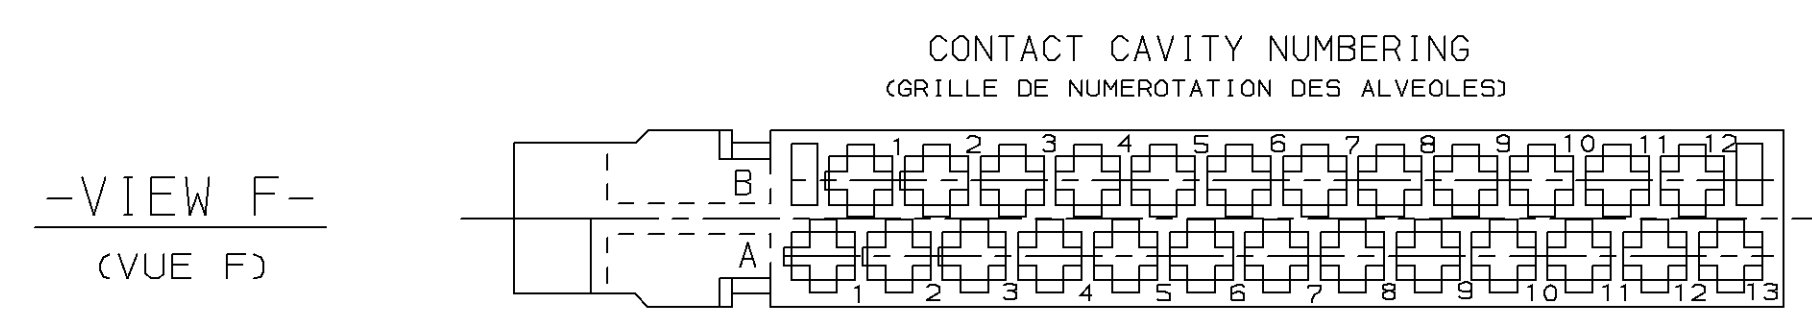 CONTACT CAVITY NUMBERING
(GRILLE DE NUMEROTATION DES ALVEOLES)
1 2 3 4 5 6 7 8 9 10 11 12
B
-VIEW F-
(VUE F)
A
1 2 3 4 5 6 7 8 9 10 11 12 13